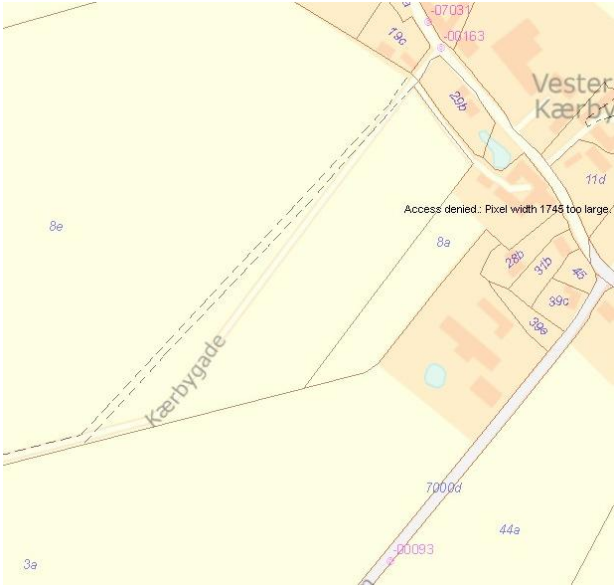 -07031
-00163
19c
29b
Vester
Kærby
11d
Access denied.: Pixel width 1745 too large.
8e
8a
28b
31b
45
39c
39e
Kærbygade
7000d
44a
-00093
3a